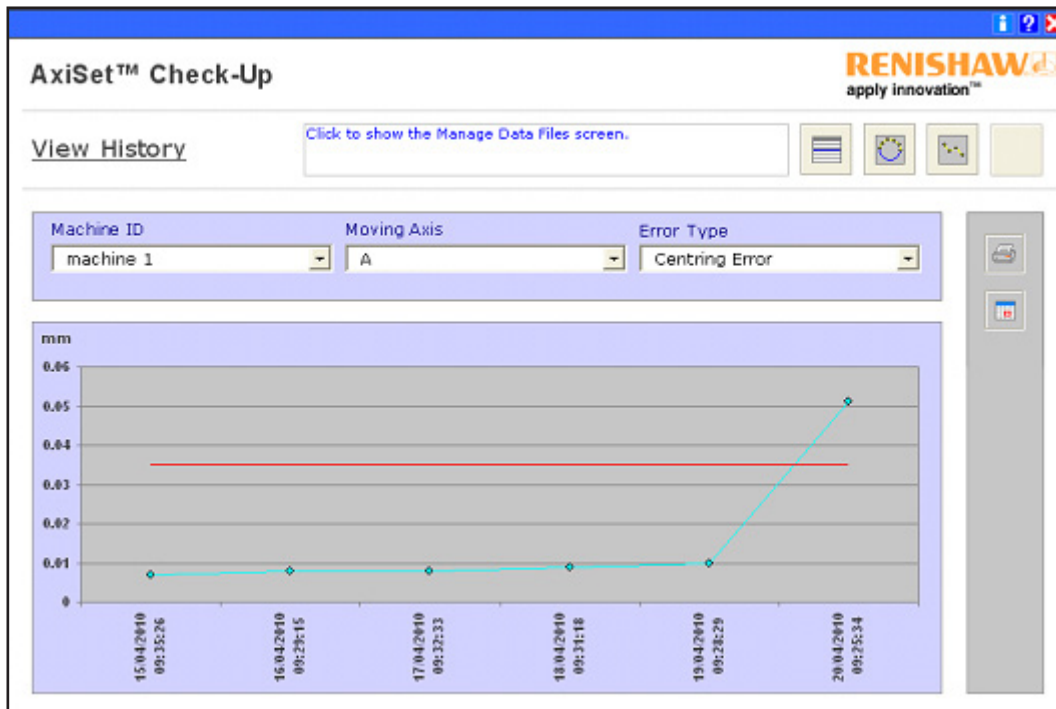 AxiSet™ Check-Up
RENISHAW
apply innovation™
View History
Click to show the Manage Data Files screen.
Machine ID
Moving Axis
Error Type
machine 1
A
Centring Error
mm
0.06
0.05
0.04
0.03
0.02
0.01
0
15/04/2010
09:35:26
16/04/2010
09:29:15
17/04/2010
09:32:33
18/04/2010
09:31:18
19/04/2010
09:28:29
20/04/2010
09:25:34